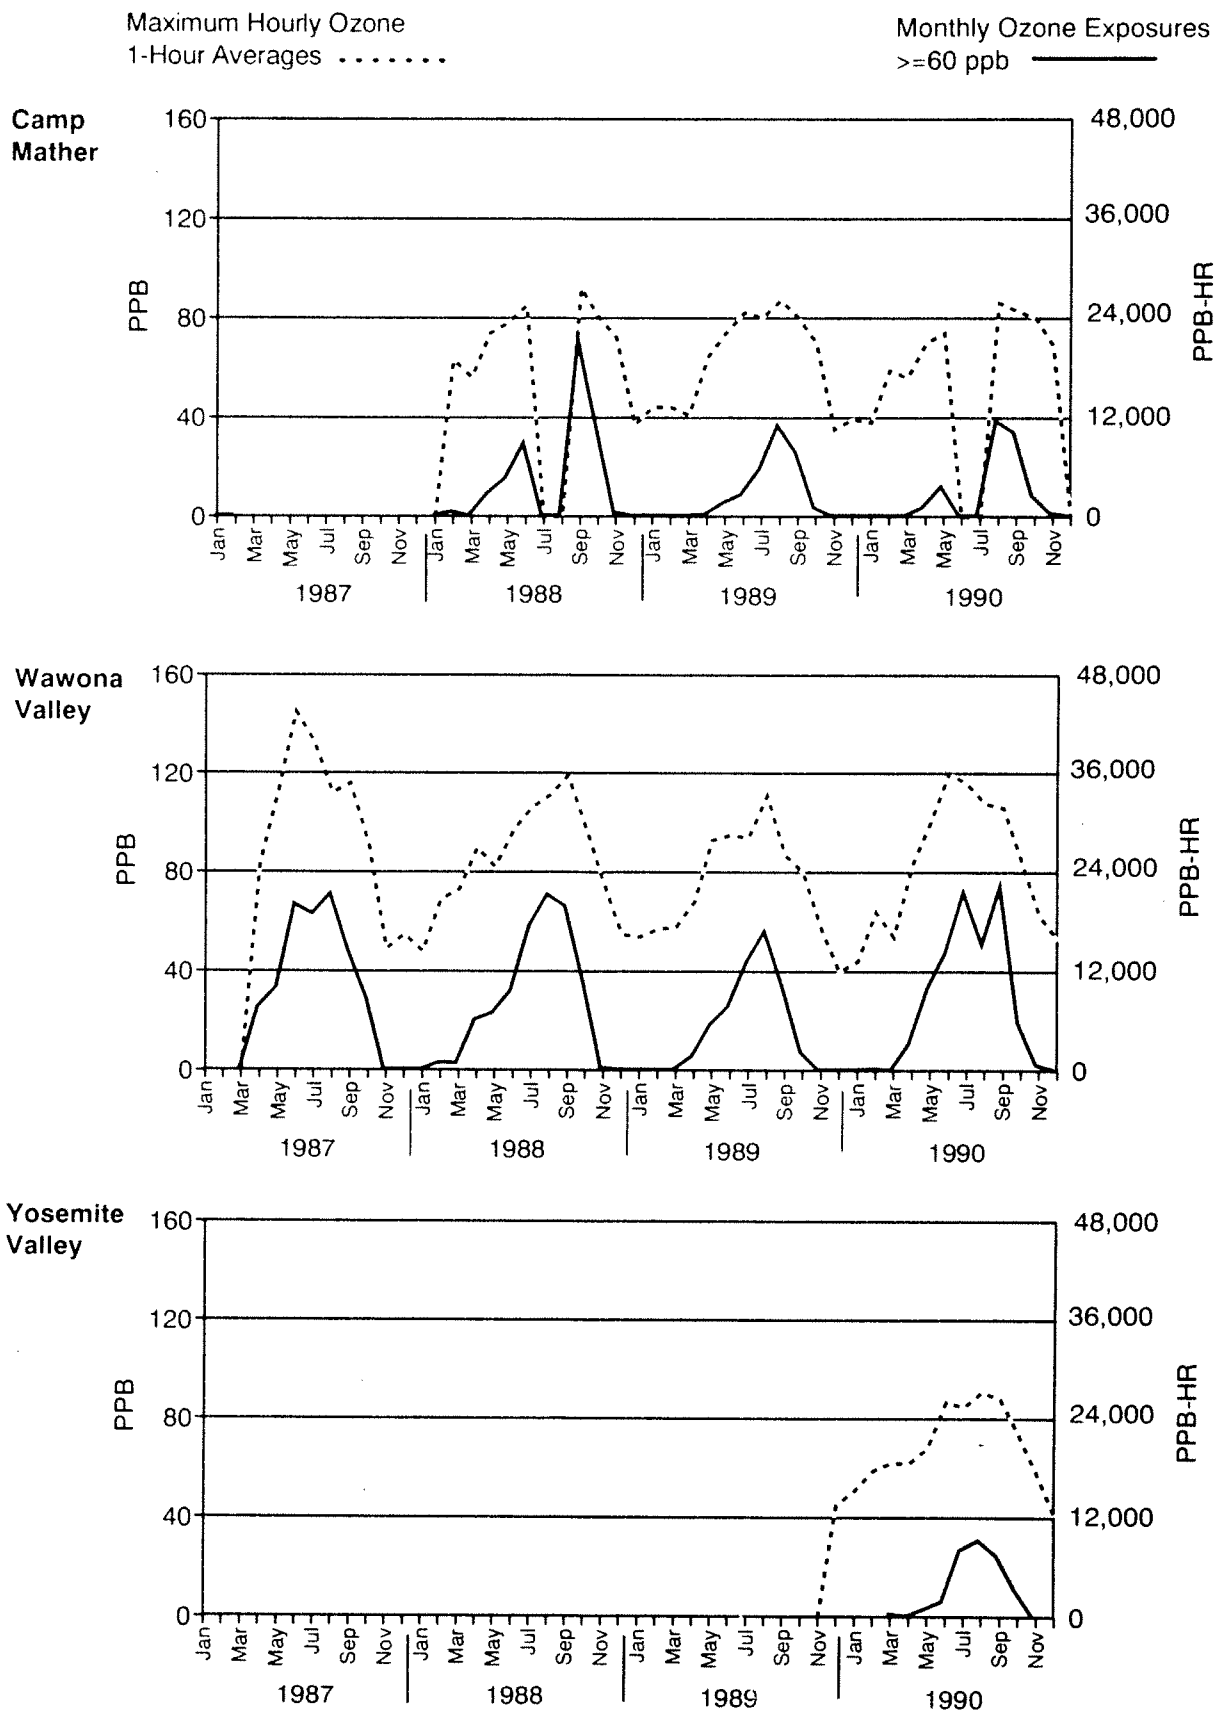 Maximum Hourly Ozone
1-Hour Averages
Monthly Ozone Exposures
>=60 ppb
Camp
Mather
160
120
80
40
0
PPB
48,000
36,000
24,000
12,000
0
PPB-HR
Jan Mar May Jul Sep Nov Jan Mar May Jul Sep Nov Jan Mar May Jul Sep Nov Jan Mar May Jul Sep Nov
1987 1988 1989 1990
Wawona
Valley
160
120
80
40
0
PPB
48,000
36,000
24,000
12,000
0
PPB-HR
Jan Mar May Jul Sep Nov Jan Mar May Jul Sep Nov Jan Mar May Jul Sep Nov Jan Mar May Jul Sep Nov
1987 1988 1989 1990
Yosemite
Valley
160
120
80
40
0
PPB
48,000
36,000
24,000
12,000
0
PPB-HR
Jan Mar May Jul Sep Nov Jan Mar May Jul Sep Nov Jan Mar May Jul Sep Nov Jan Mar May Jul Sep Nov
1987 1988 1989 1990